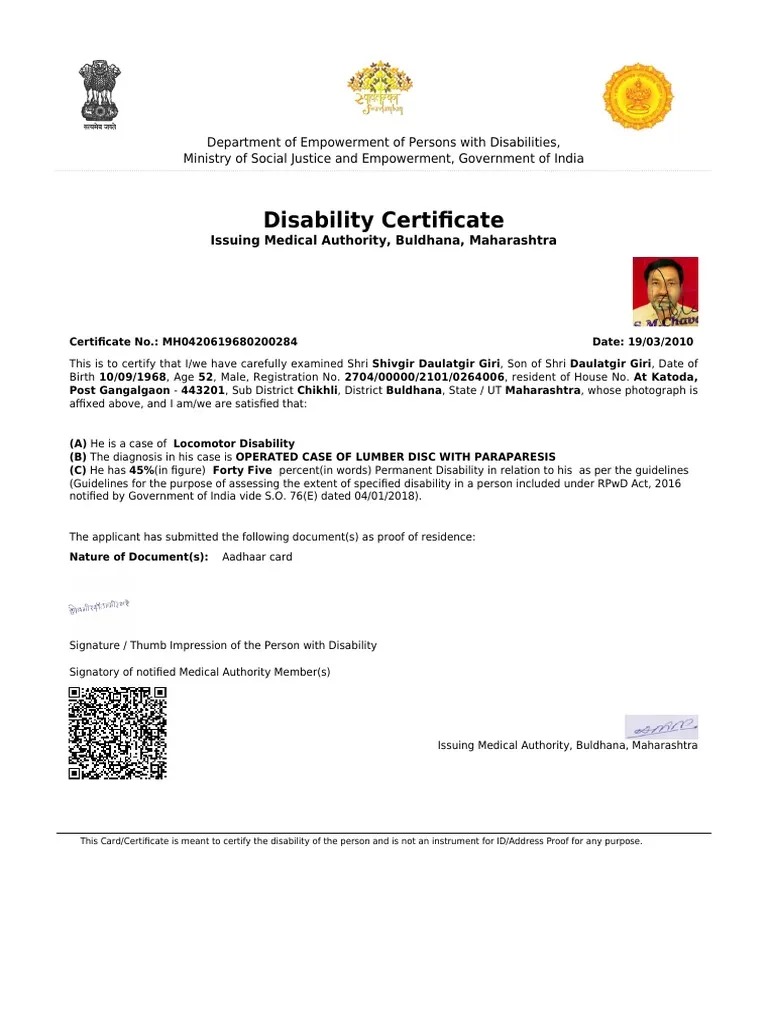 सत्यमेव जयते
Department of Empowerment of Persons with Disabilities,
Ministry of Social Justice and Empowerment, Government of India
Disability Certificate
Issuing Medical Authority, Buldhana, Maharashtra
Certificate No.: MH0420619680200284 Date: 19/03/2010
This is to certify that I/we have carefully examined Shri Shivgir Daulatgir Giri, Son of Shri Daulatgir Giri, Date of
Birth 10/09/1968, Age 52, Male, Registration No. 2704/00000/2101/0264006, resident of House No. At Katoda,
Post Gangalgaon - 443201, Sub District Chikhli, District Buldhana, State / UT Maharashtra, whose photograph is
affixed above, and I am/we are satisfied that:
(A) He is a case of Locomotor Disability
(B) The diagnosis in his case is OPERATED CASE OF LUMBER DISC WITH PARAPARESIS
(C) He has 45%(in figure) Forty Five percent(in words) Permanent Disability in relation to his as per the guidelines
(Guidelines for the purpose of assessing the extent of specified disability in a person included under RPwD Act, 2016
notified by Government of India vide S.O. 76(E) dated 04/01/2018).
The applicant has submitted the following document(s) as proof of residence:
Nature of Document(s): Aadhaar card
Signature / Thumb Impression of the Person with Disability
Signatory of notified Medical Authority Member(s)
Issuing Medical Authority, Buldhana, Maharashtra
This Card/Certificate is meant to certify the disability of the person and is not an instrument for ID/Address Proof for any purpose.